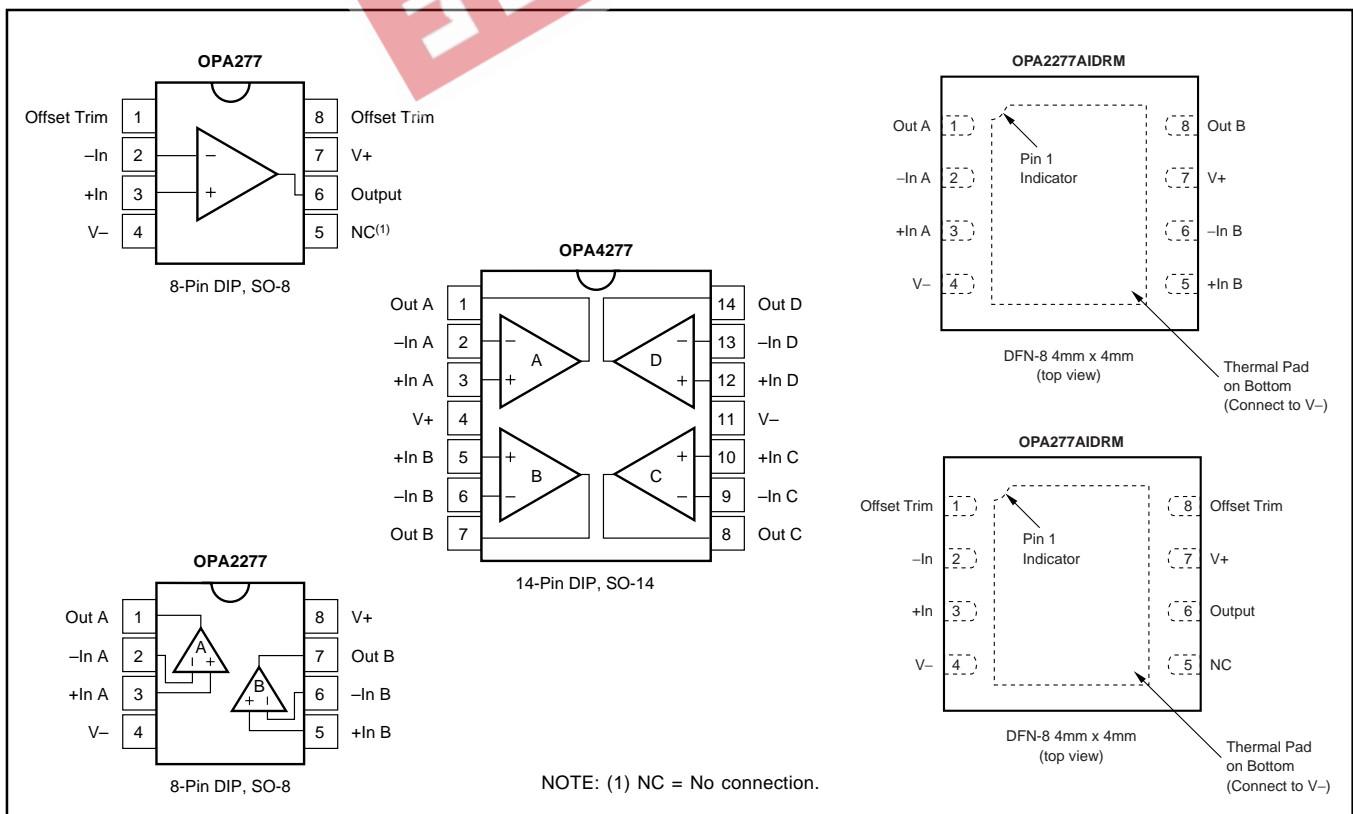 OPA277
Offset Trim 1 8 Offset Trim
–In 2 – 7 V+
+In 3 + 6 Output
V– 4 5 NC(1)
8-Pin DIP, SO-8
OPA4277
Out A 1 14 Out D
–In A 2 – A D – 13 –In D
+In A 3 + + 12 +In D
V+ 4 11 V–
+In B 5 + B C + 10 +In C
–In B 6 – – 9 –In C
Out B 7 8 Out C
14-Pin DIP, SO-14
OPA2277
Out A 1 8 V+
–In A 2 A – + 7 Out B
+In A 3 B + – 6 –In B
V– 4 5 +In B
8-Pin DIP, SO-8
NOTE: (1) NC = No connection.
OPA2277AIDRM
Out A 1 8 Out B
Pin 1
Indicator
–In A 2 7 V+
+In A 3 6 –In B
V– 4 5 +In B
DFN-8 4mm x 4mm
(top view)
Thermal Pad
on Bottom
(Connect to V–)
OPA277AIDRM
Offset Trim 1 8 Offset Trim
Pin 1
Indicator
–In 2 7 V+
+In 3 6 Output
V– 4 5 NC
DFN-8 4mm x 4mm
(top view)
Thermal Pad
on Bottom
(Connect to V–)